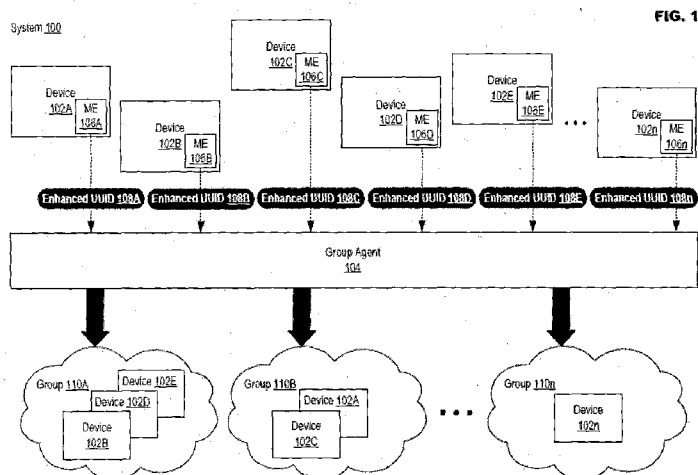 FIG. 1
System 100
Device
102A
ME
106A
Device
102B
ME
106B
Device
102C
ME
106C
Device
102D
ME
106D
Device
102E
ME
106E
Device
102n
ME
106n
Enhanced UUID 108A
Enhanced UUID 108B
Enhanced UUID 108C
Enhanced UUID 108D
Enhanced UUID 108E
Enhanced UUID 108n
Group Agent
104
Group 110A
Device 102E
Device 102D
Device
102B
Group 110B
Device 102A
Device
102C
Group 110n
Device
102n